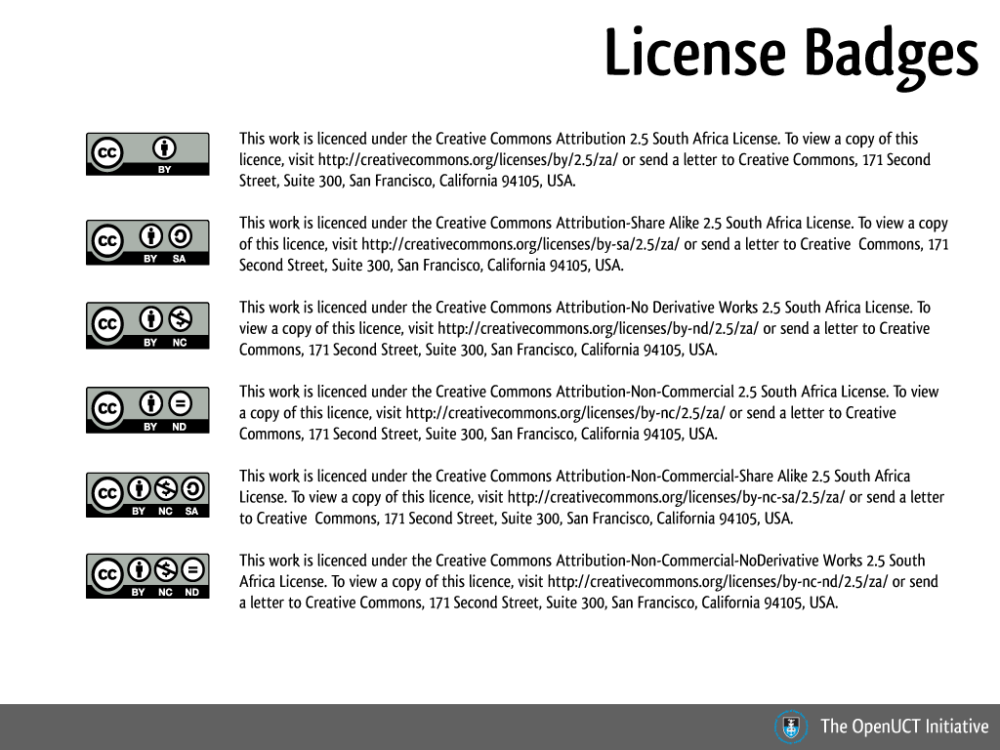 License Badges
cc BY
This work is licenced under the Creative Commons Attribution 2.5 South Africa License. To view a copy of this
licence, visit http://creativecommons.org/licenses/by/2.5/za/ or send a letter to Creative Commons, 171 Second
Street, Suite 300, San Francisco, California 94105, USA.
cc BY SA
This work is licenced under the Creative Commons Attribution-Share Alike 2.5 South Africa License. To view a copy
of this licence, visit http://creativecommons.org/licenses/by-sa/2.5/za/ or send a letter to Creative Commons, 171
Second Street, Suite 300, San Francisco, California 94105, USA.
cc BY NC
This work is licenced under the Creative Commons Attribution-No Derivative Works 2.5 South Africa License. To
view a copy of this licence, visit http://creativecommons.org/licenses/by-nd/2.5/za/ or send a letter to Creative
Commons, 171 Second Street, Suite 300, San Francisco, California 94105, USA.
cc BY ND
This work is licenced under the Creative Commons Attribution-Non-Commercial 2.5 South Africa License. To view
a copy of this licence, visit http://creativecommons.org/licenses/by-nc/2.5/za/ or send a letter to Creative
Commons, 171 Second Street, Suite 300, San Francisco, California 94105, USA.
cc BY NC SA
This work is licenced under the Creative Commons Attribution-Non-Commercial-Share Alike 2.5 South Africa
License. To view a copy of this licence, visit http://creativecommons.org/licenses/by-nc-sa/2.5/za/ or send a letter
to Creative Commons, 171 Second Street, Suite 300, San Francisco, California 94105, USA.
cc BY NC ND
This work is licenced under the Creative Commons Attribution-Non-Commercial-NoDerivative Works 2.5 South
Africa License. To view a copy of this licence, visit http://creativecommons.org/licenses/by-nc-nd/2.5/za/ or send
a letter to Creative Commons, 171 Second Street, Suite 300, San Francisco, California 94105, USA.
The OpenUCT Initiative